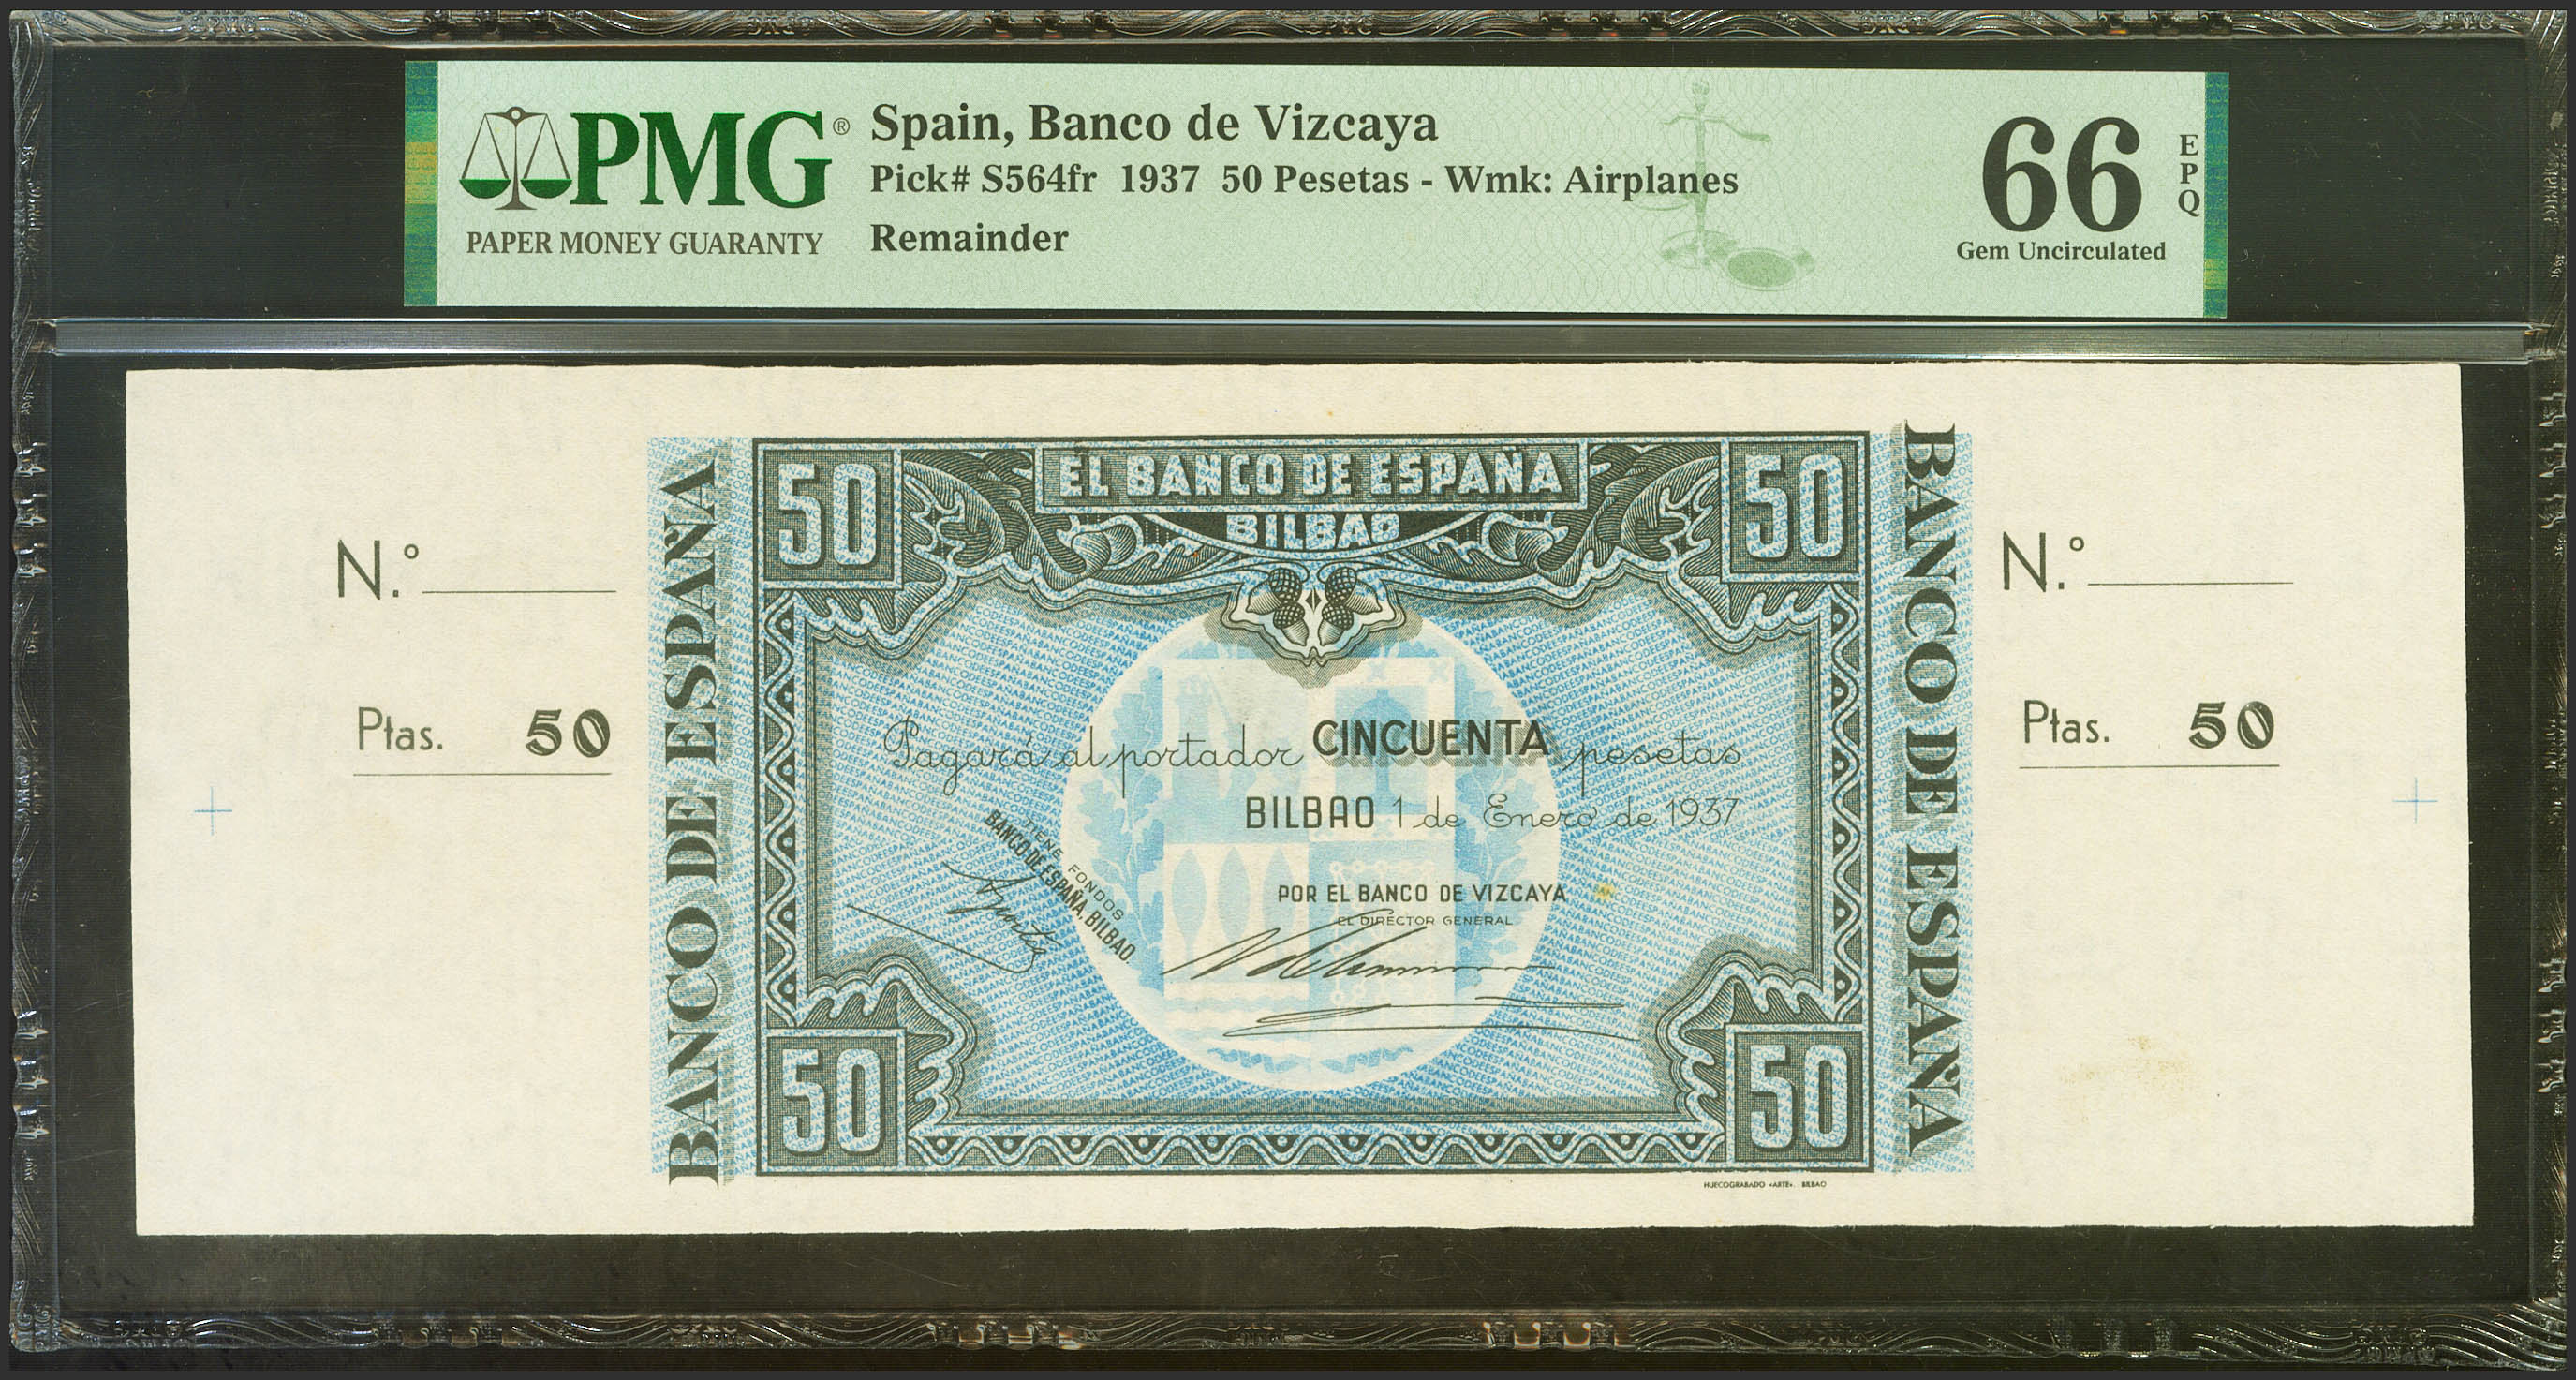 PMG®
PAPER MONEY GUARANTY
Spain, Banco de Vizcaya
Pick# S564fr 1937 50 Pesetas - Wmk: Airplanes
Remainder
66
EPQ
Gem Uncirculated
N.º
Ptas. 50
BANCO DE ESPAÑA
50
EL BANCO DE ESPAÑA
50
BILBAO
Pagará al portador CINCUENTA pesetas
BILBAO 1 de Enero de 1937
TIENE FONDOS
BANCO DE ESPAÑA, BILBAO.
POR EL BANCO DE VIZCAYA
EL DIRECTOR GENERAL
50
50
HUECOGRABADO «ARTE». - BILBAO
BANCO DE ESPAÑA
N.º
Ptas. 50